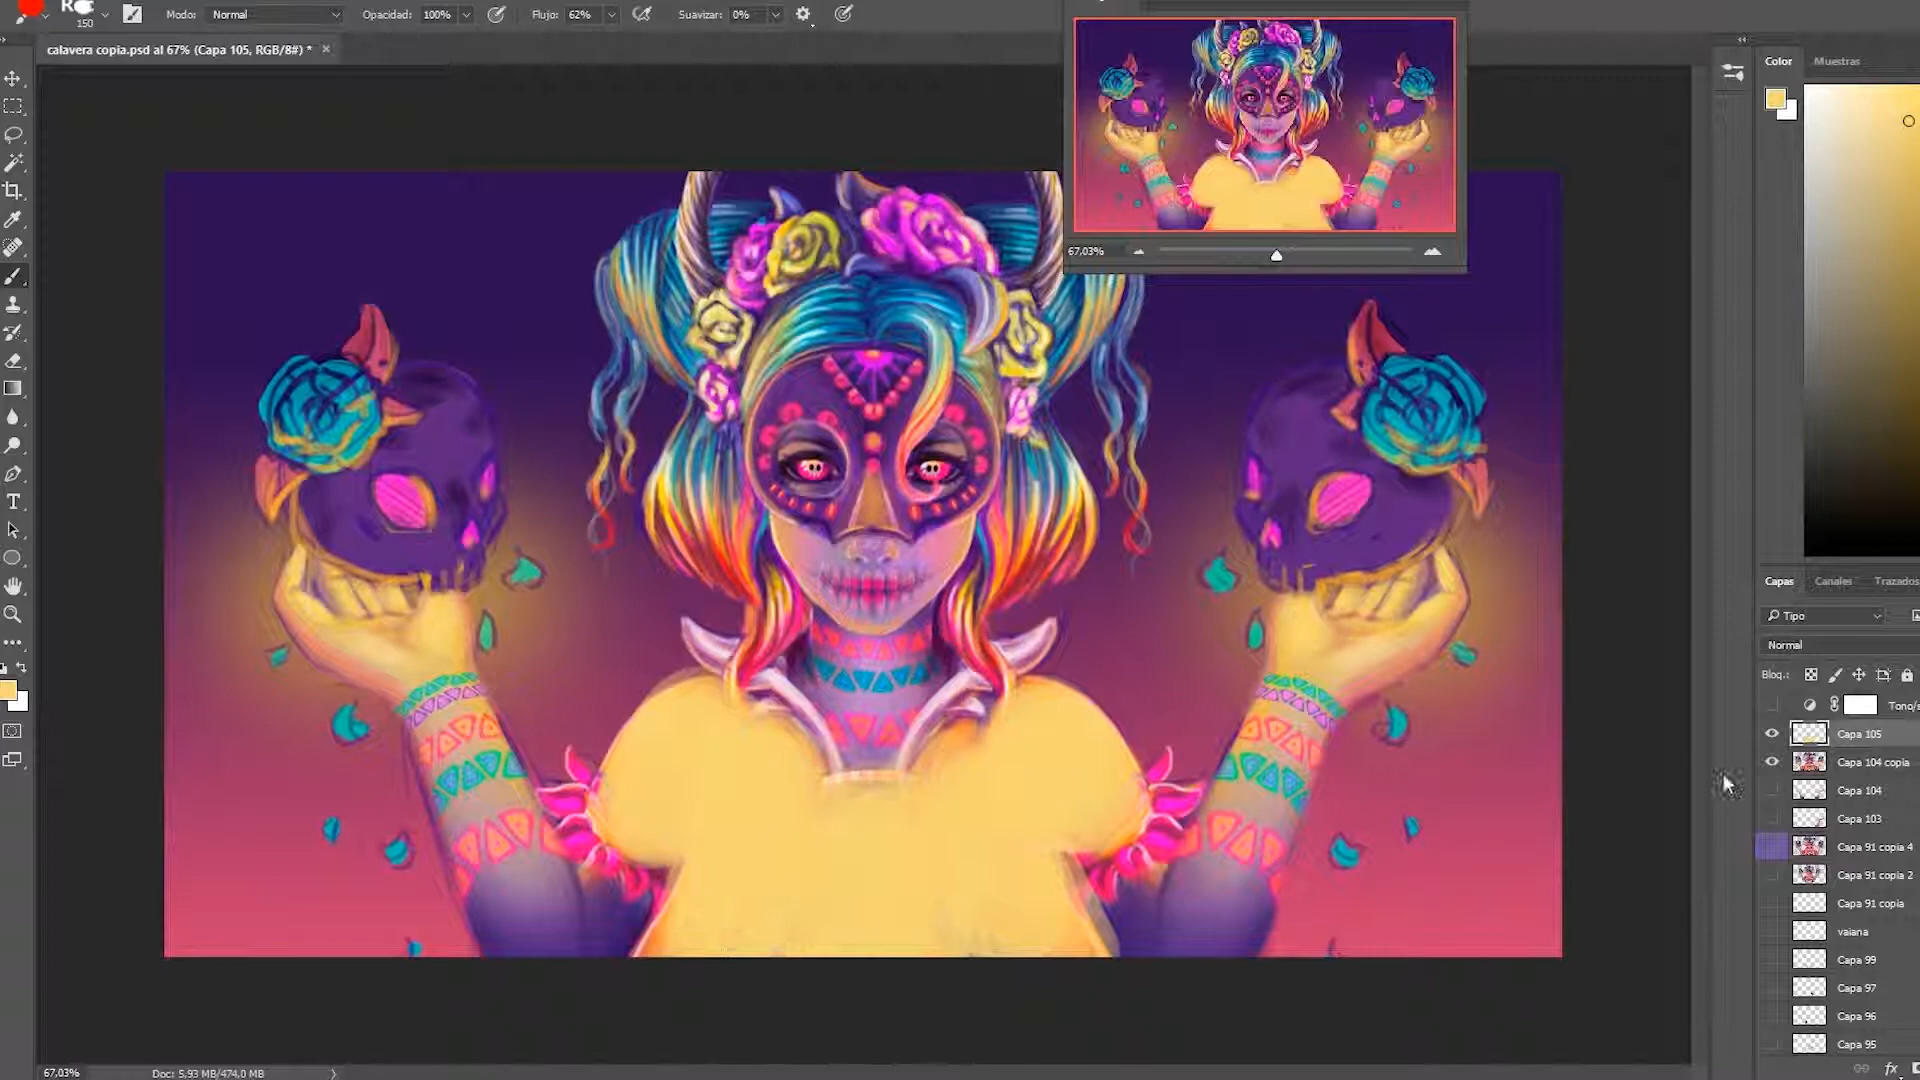 150
Modo: Normal
Opacidad: 100%
Flujo: 62%
Suavizar: 0%
calavera copia.psd al 67% (Capa 105, RGB/8#) *
67,03%
Color
Muestras
Capas
Canales
Trazados
Tipo
Normal
Bloq.:
Tono/s
Capa 105
Capa 104 copia
Capa 104
Capa 103
Capa 91 copia 4
Capa 91 copia 2
Capa 91 copia
vaiana
Capa 99
Capa 97
Capa 96
Capa 95
fx
67,03%
Doc: 5,93 MB/474,0 MB